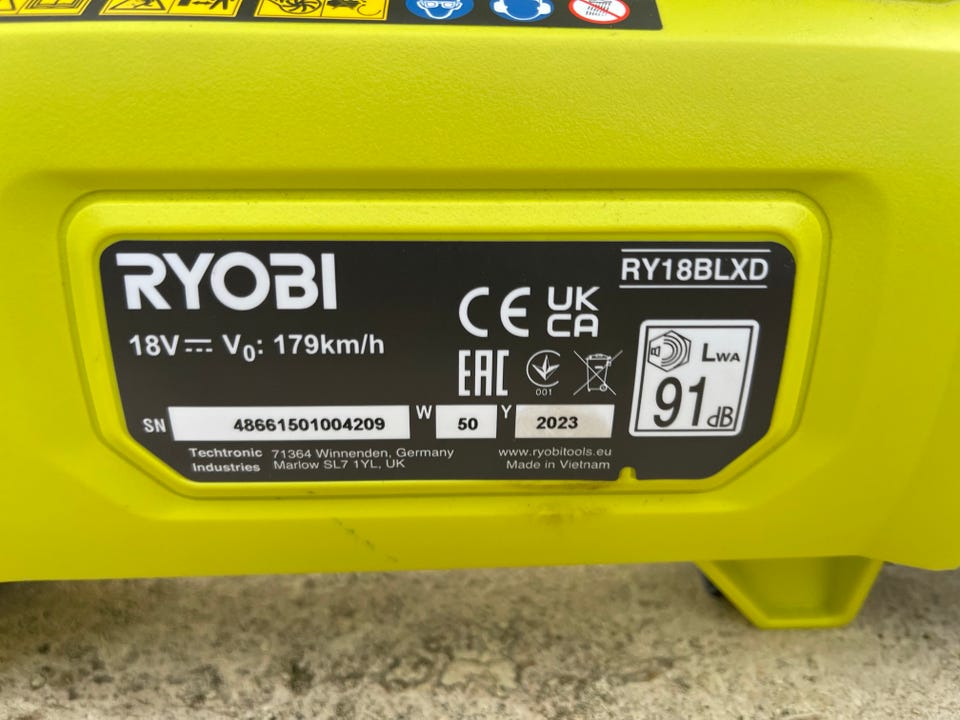 RYOBI
RY18BLXD
18V V0: 179km/h
CE UK CA
EAC
001
LWA
91dB
SN 48661501004209 W 50 Y 2023
Techtronic Industries
71364 Winnenden, Germany
Marlow SL7 1YL, UK
www.ryobitools.eu
Made in Vietnam